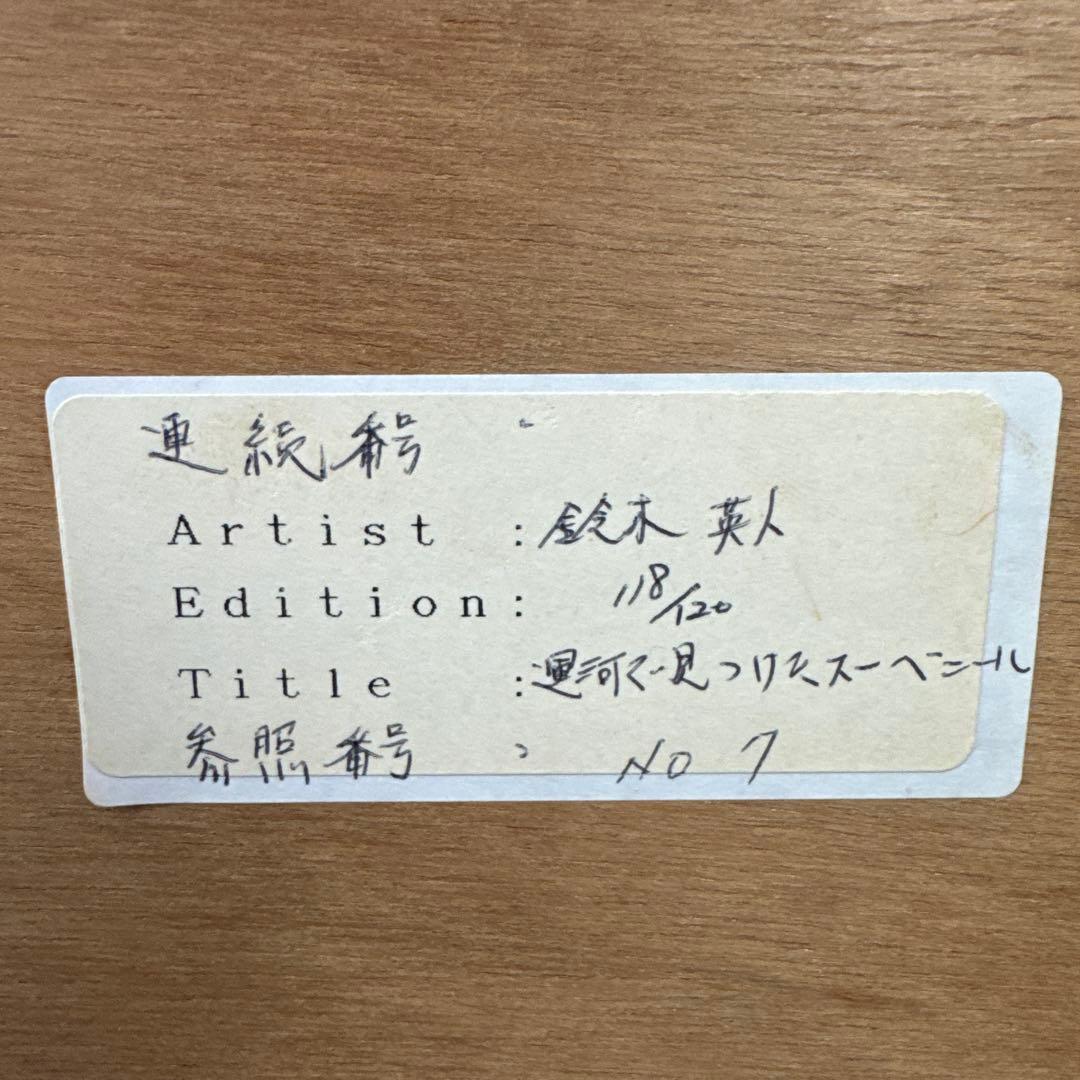 連続番号 :
Artist :鈴木 英人
Edition: 118/120
Title :運河で見つけたスーベニール
参照番号 : NO 7